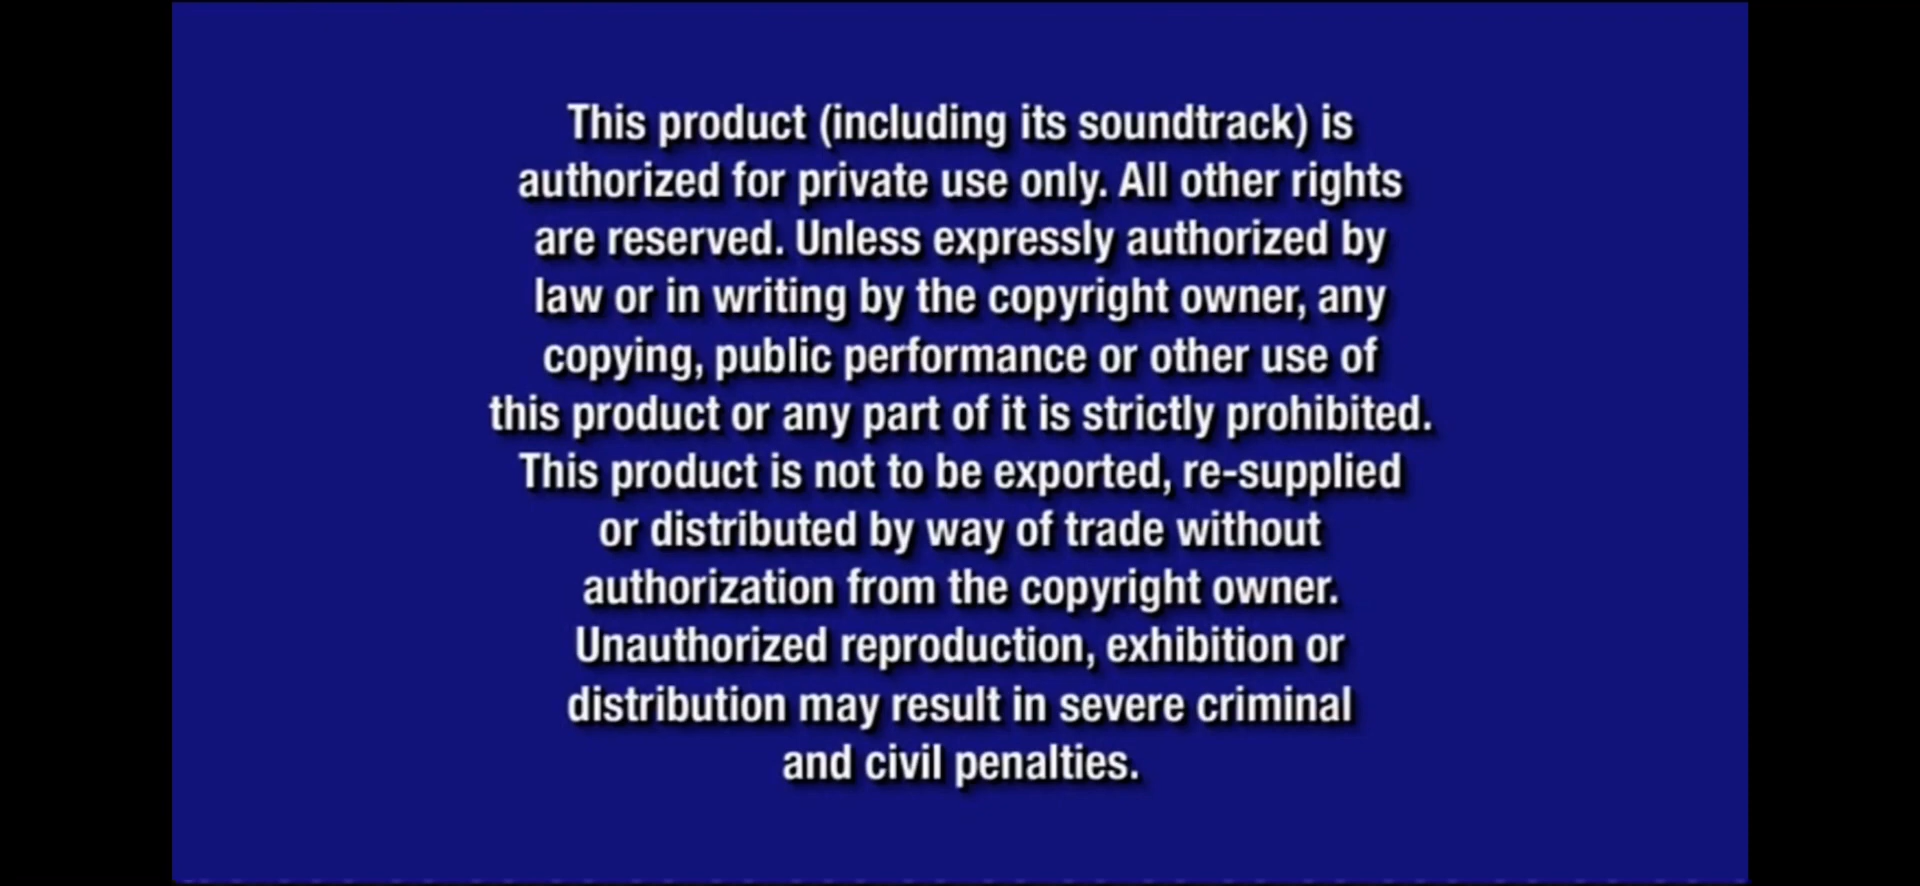 This product (including its soundtrack) is
authorized for private use only. All other rights
are reserved. Unless expressly authorized by
law or in writing by the copyright owner, any
copying, public performance or other use of
this product or any part of it is strictly prohibited.
This product is not to be exported, re-supplied
or distributed by way of trade without
authorization from the copyright owner.
Unauthorized reproduction, exhibition or
distribution may result in severe criminal
and civil penalties.